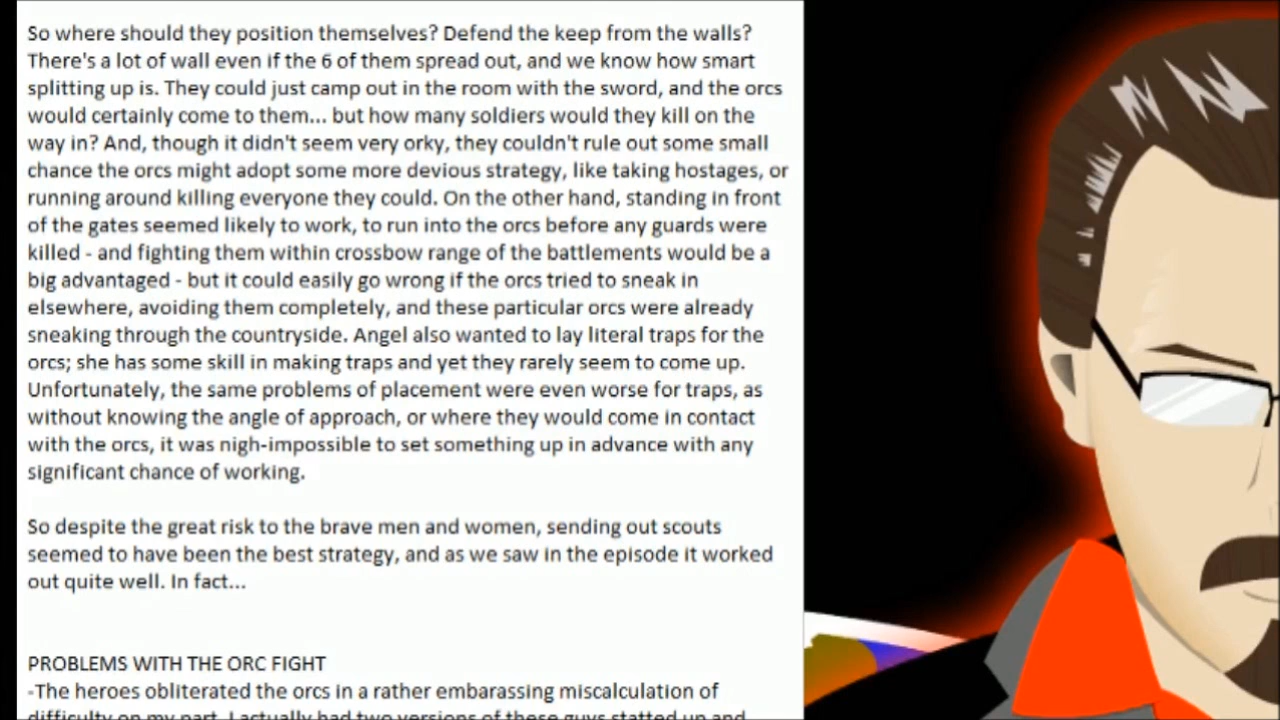 So where should they position themselves? Defend the keep from the walls?
There's a lot of wall even if the 6 of them spread out, and we know how smart
splitting up is. They could just camp out in the room with the sword, and the orcs
would certainly come to them... but how many soldiers would they kill on the
way in? And, though it didn't seem very orky, they couldn't rule out some small
chance the orcs might adopt some more devious strategy, like taking hostages, or
running around killing everyone they could. On the other hand, standing in front
of the gates seemed likely to work, to run into the orcs before any guards were
killed - and fighting them within crossbow range of the battlements would be a
big advantaged - but it could easily go wrong if the orcs tried to sneak in
elsewhere, avoiding them completely, and these particular orcs were already
sneaking through the countryside. Angel also wanted to lay literal traps for the
orcs; she has some skill in making traps and yet they rarely seem to come up.
Unfortunately, the same problems of placement were even worse for traps, as
without knowing the angle of approach, or where they would come in contact
with the orcs, it was nigh-impossible to set something up in advance with any
significant chance of working.
So despite the great risk to the brave men and women, sending out scouts
seemed to have been the best strategy, and as we saw in the episode it worked
out quite well. In fact...
PROBLEMS WITH THE ORC FIGHT
-The heroes obliterated the orcs in a rather embarassing miscalculation of
difficulty on my part. I actually had two versions of these guys statted up and